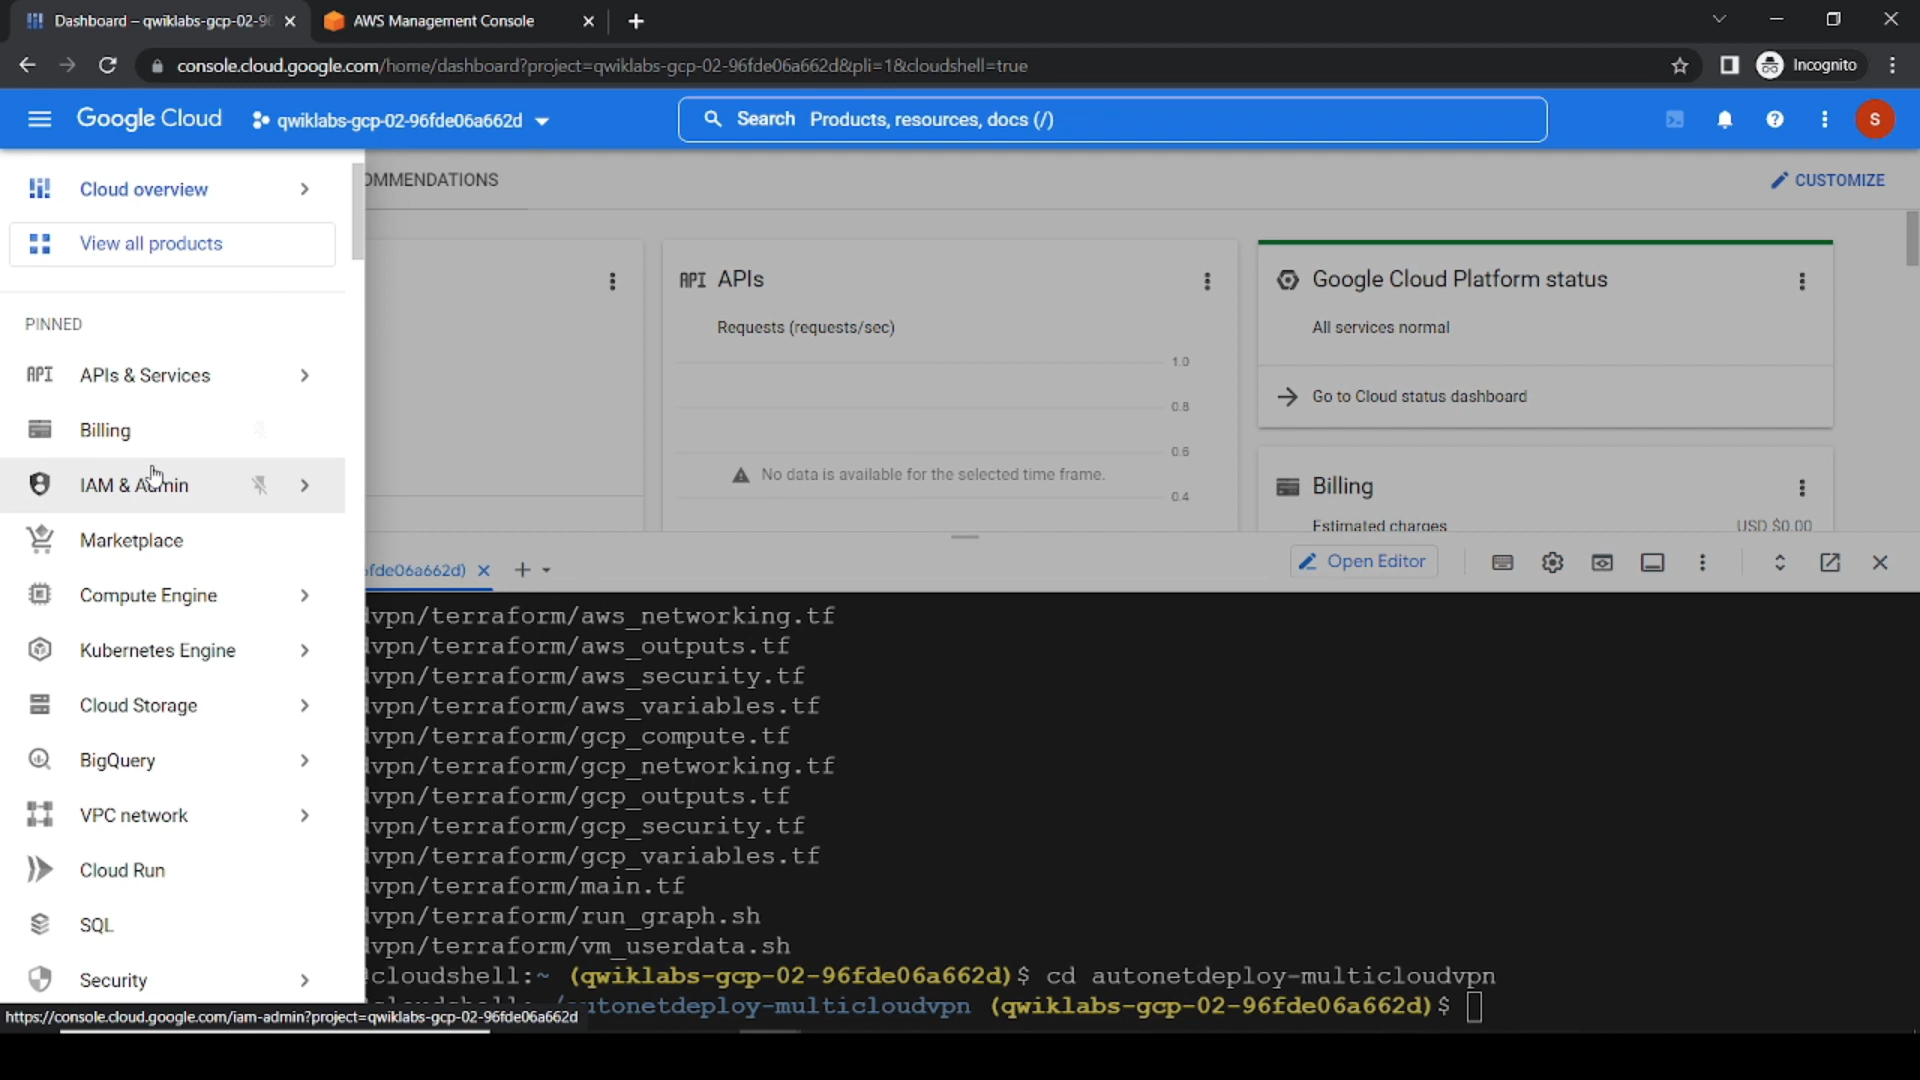 Dashboard – qwiklabs-gcp-02-96
AWS Management Console
console.cloud.google.com/home/dashboard?project=qwiklabs-gcp-02-96fde06a662d&pli=1&cloudshell=true
Incognito
Google Cloud
qwiklabs-gcp-02-96fde06a662d
Search Products, resources, docs (/)
S
Cloud overview
View all products
PINNED
API APIs & Services
Billing
IAM & Admin
Marketplace
Compute Engine
Kubernetes Engine
Cloud Storage
BigQuery
VPC network
Cloud Run
SQL
Security
https://console.cloud.google.com/iam-admin?project=qwiklabs-gcp-02-96fde06a662d
OMMENDATIONS
CUSTOMIZE
API APIs
Requests (requests/sec)
1.0
0.8
0.6
No data is available for the selected time frame.
0.4
Google Cloud Platform status
All services normal
Go to Cloud status dashboard
Billing
Estimated charges
USD $0.00
fde06a662d)
Open Editor
vpn/terraform/aws_networking.tf
vpn/terraform/aws_outputs.tf
vpn/terraform/aws_security.tf
vpn/terraform/aws_variables.tf
vpn/terraform/gcp_compute.tf
vpn/terraform/gcp_networking.tf
vpn/terraform/gcp_outputs.tf
vpn/terraform/gcp_security.tf
vpn/terraform/gcp_variables.tf
vpn/terraform/main.tf
vpn/terraform/run_graph.sh
vpn/terraform/vm_userdata.sh
cloudshell:~ (qwiklabs-gcp-02-96fde06a662d)$ cd autonetdeploy-multicloudvpn
utonetdeploy-multicloudvpn (qwiklabs-gcp-02-96fde06a662d)$